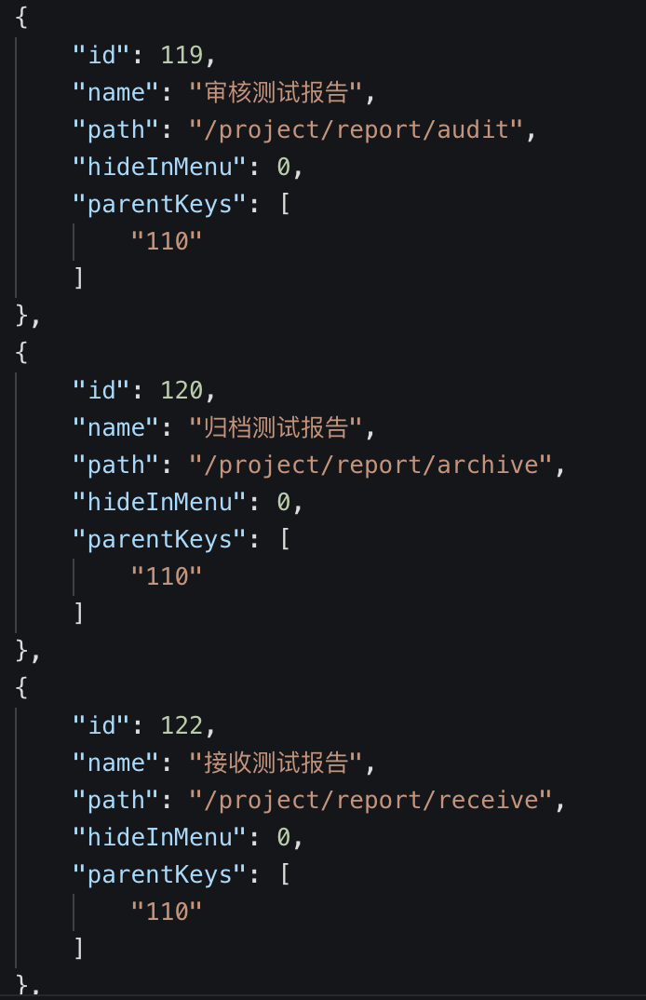 {
    "id": 119,
    "name": "审核测试报告",
    "path": "/project/report/audit",
    "hideInMenu": 0,
    "parentKeys": [
        "110"
    ]
},
{
    "id": 120,
    "name": "归档测试报告",
    "path": "/project/report/archive",
    "hideInMenu": 0,
    "parentKeys": [
        "110"
    ]
},
{
    "id": 122,
    "name": "接收测试报告",
    "path": "/project/report/receive",
    "hideInMenu": 0,
    "parentKeys": [
        "110"
    ]
},